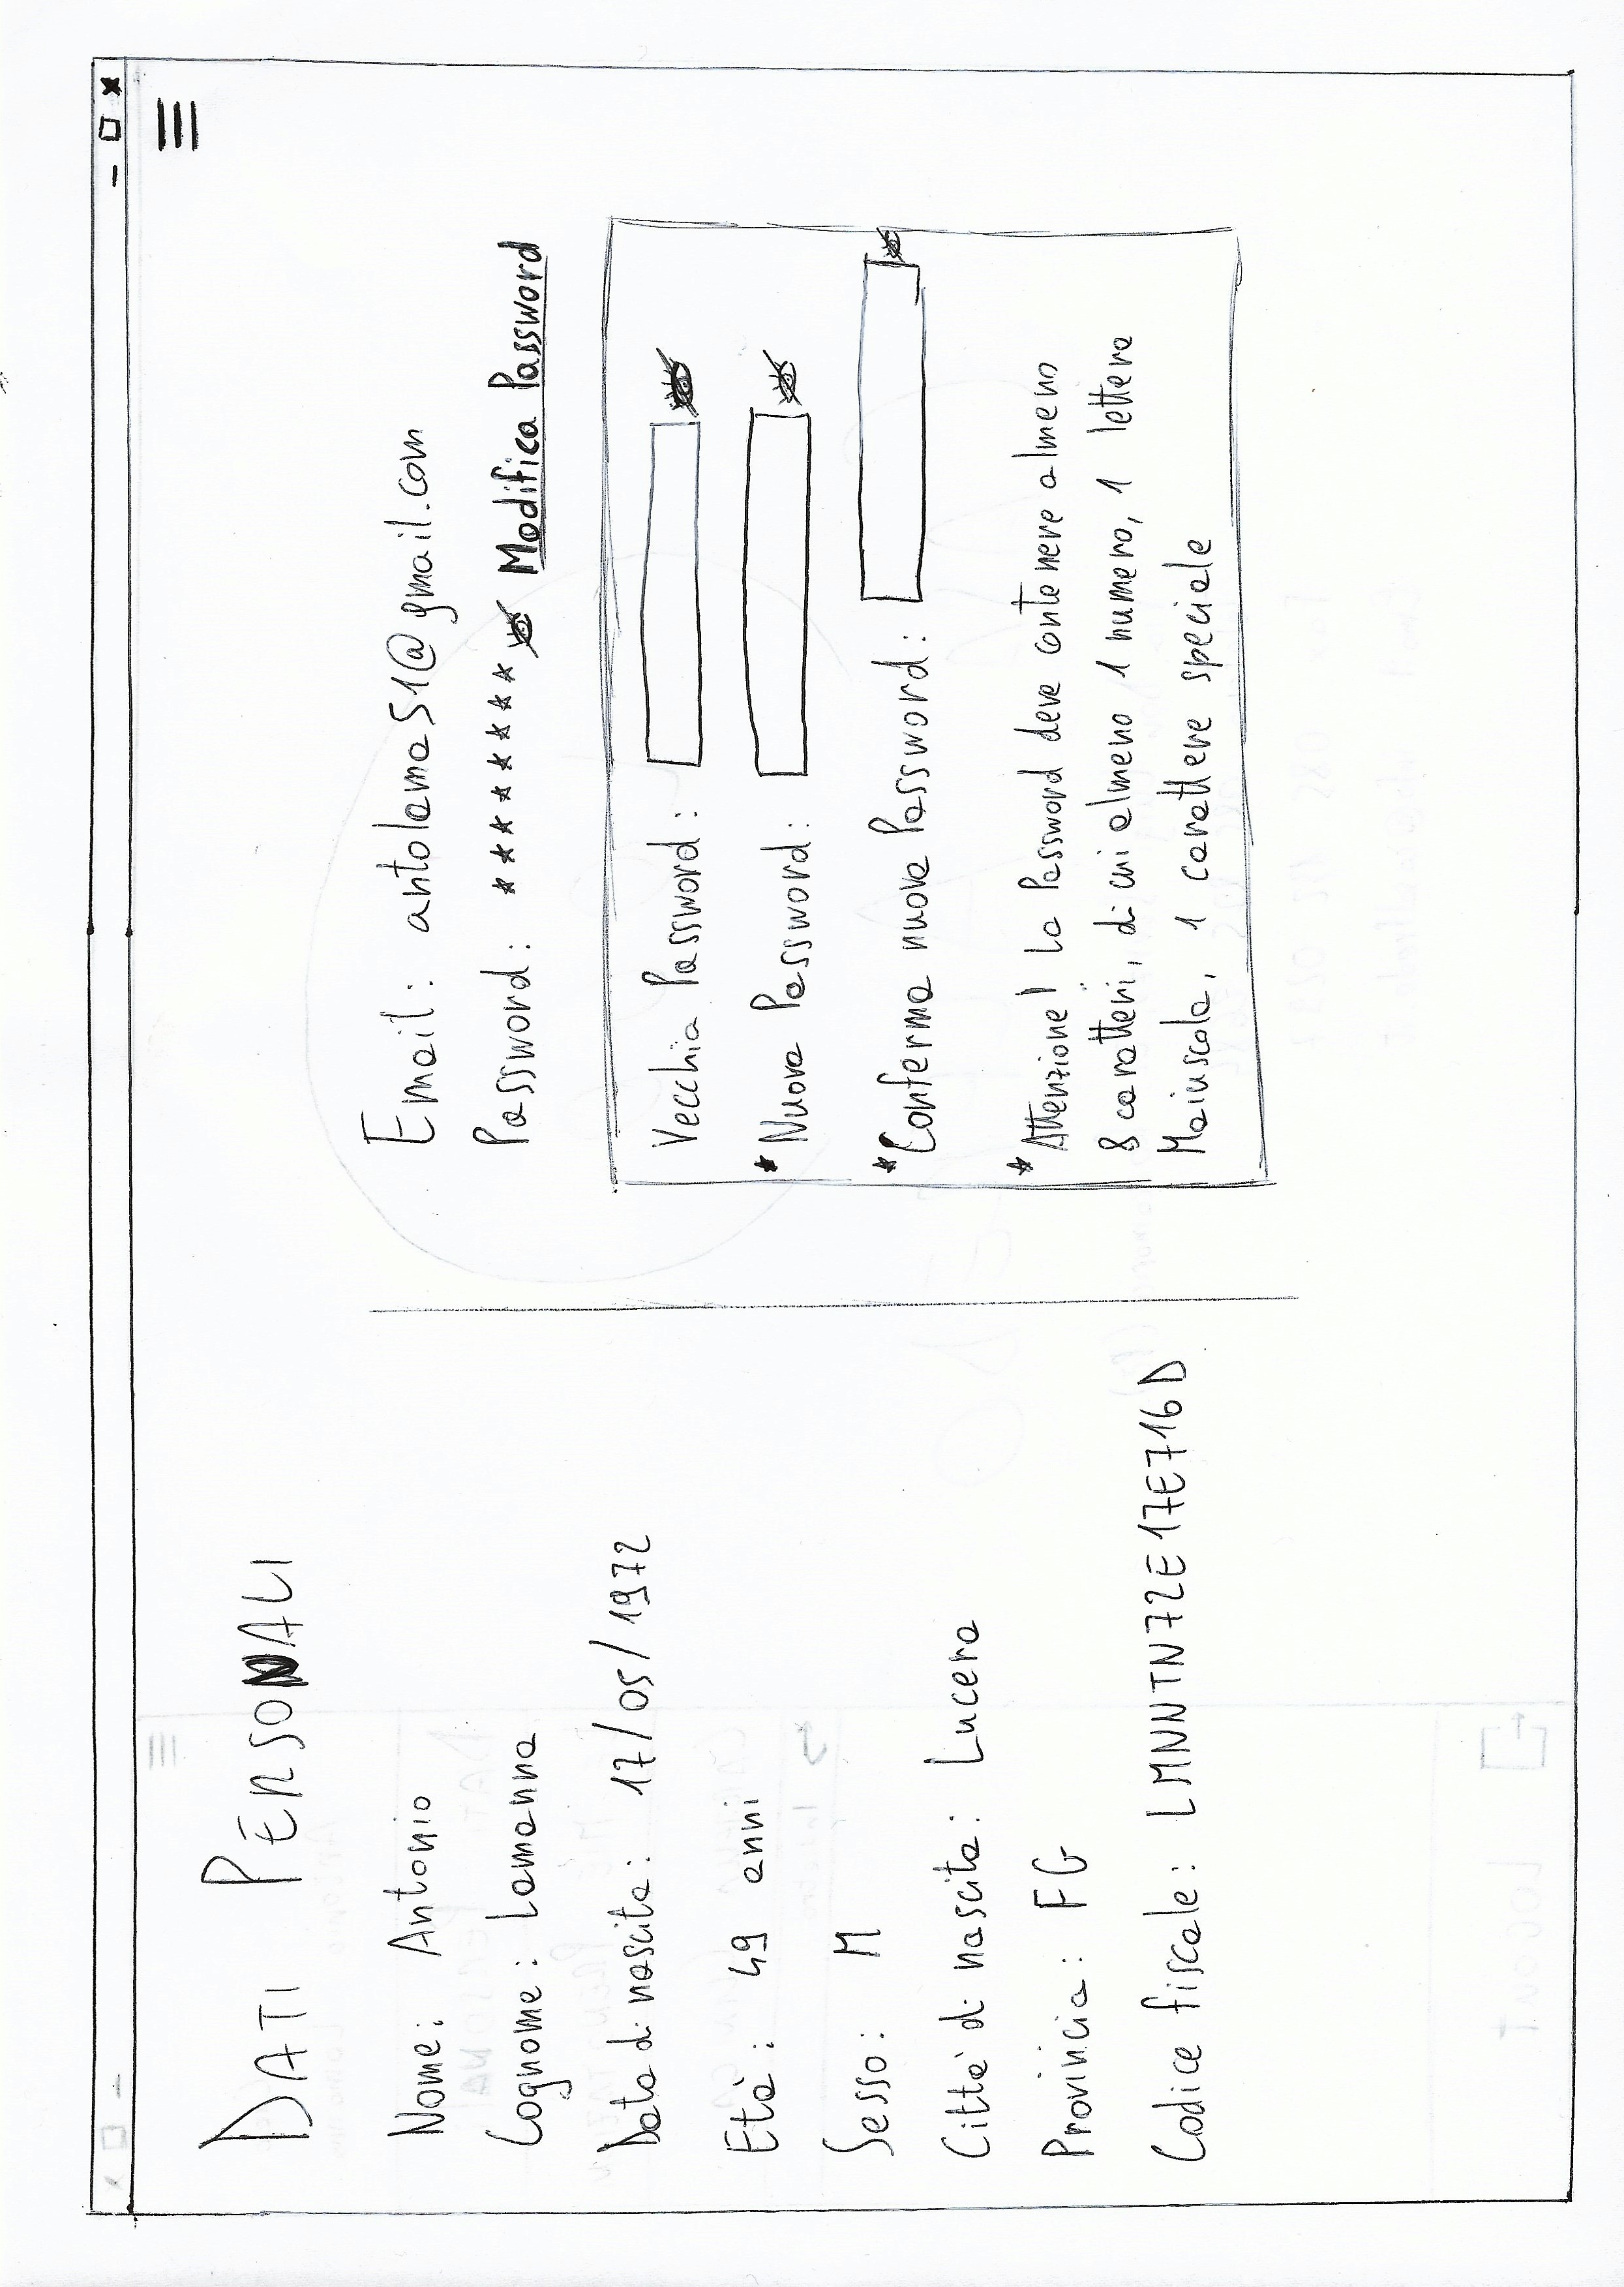 DATI PERSONALI
Nome: Antonio
Cognome: Lamanna
Data di nascita: 17/05/1972
Età: 49 anni
Sesso: M
Città di nascita: Lucera
Provincia: FG
Codice fiscale: LMNNTN72E17E716D
Email: antolama51@gmail.com
Password: ******** Modifica Password
Vecchia Password:
*Nuova Password:
*Conferma nuova Password:
*Attenzione! La Password deve contenere almeno
8 caratteri, di cui almeno 1 numero, 1 lettera
Maiuscola, 1 carattere speciale